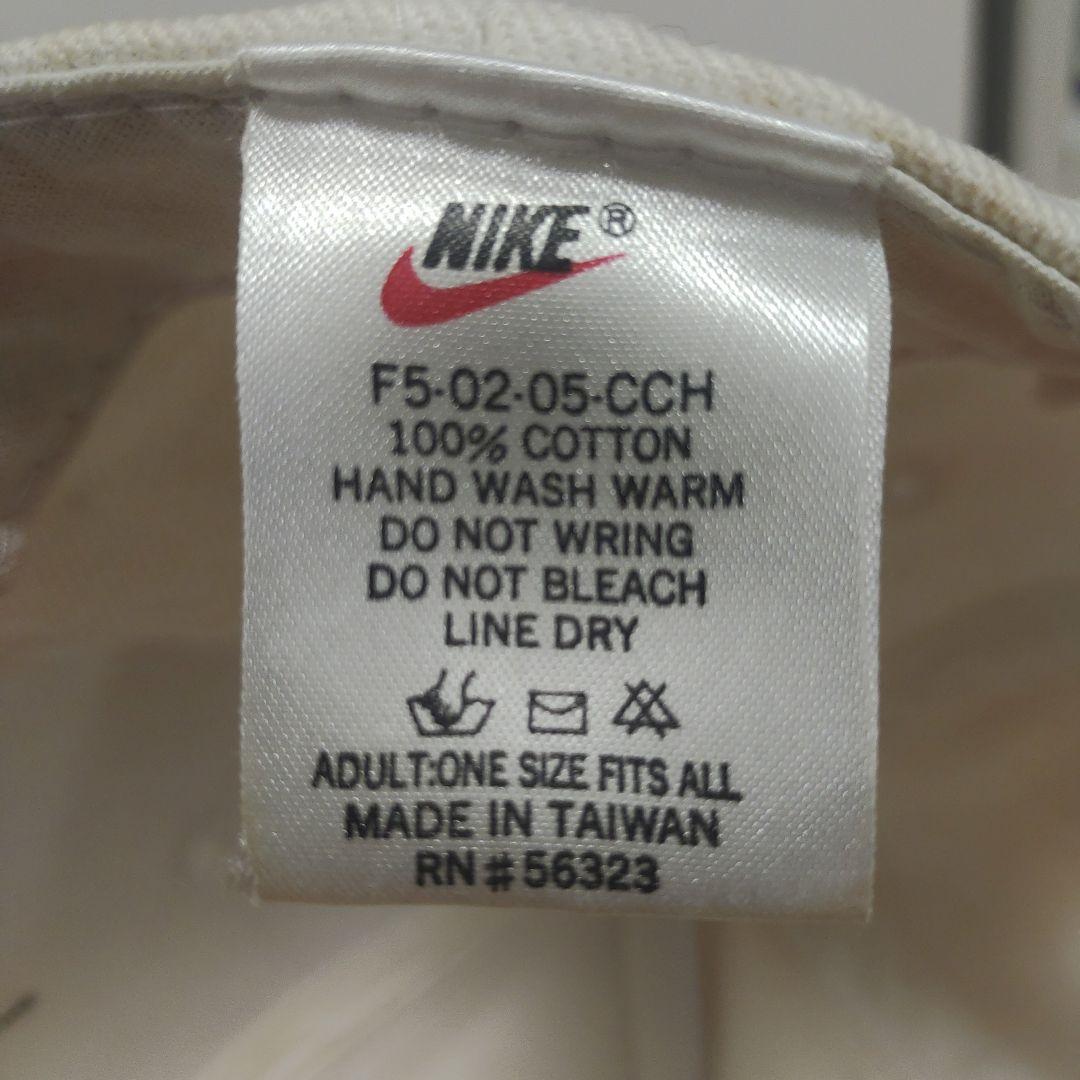 NIKE®
F5-02-05-CCH
100% COTTON
HAND WASH WARM
DO NOT WRING
DO NOT BLEACH
LINE DRY
ADULT:ONE SIZE FITS ALL
MADE IN TAIWAN
RN#56323